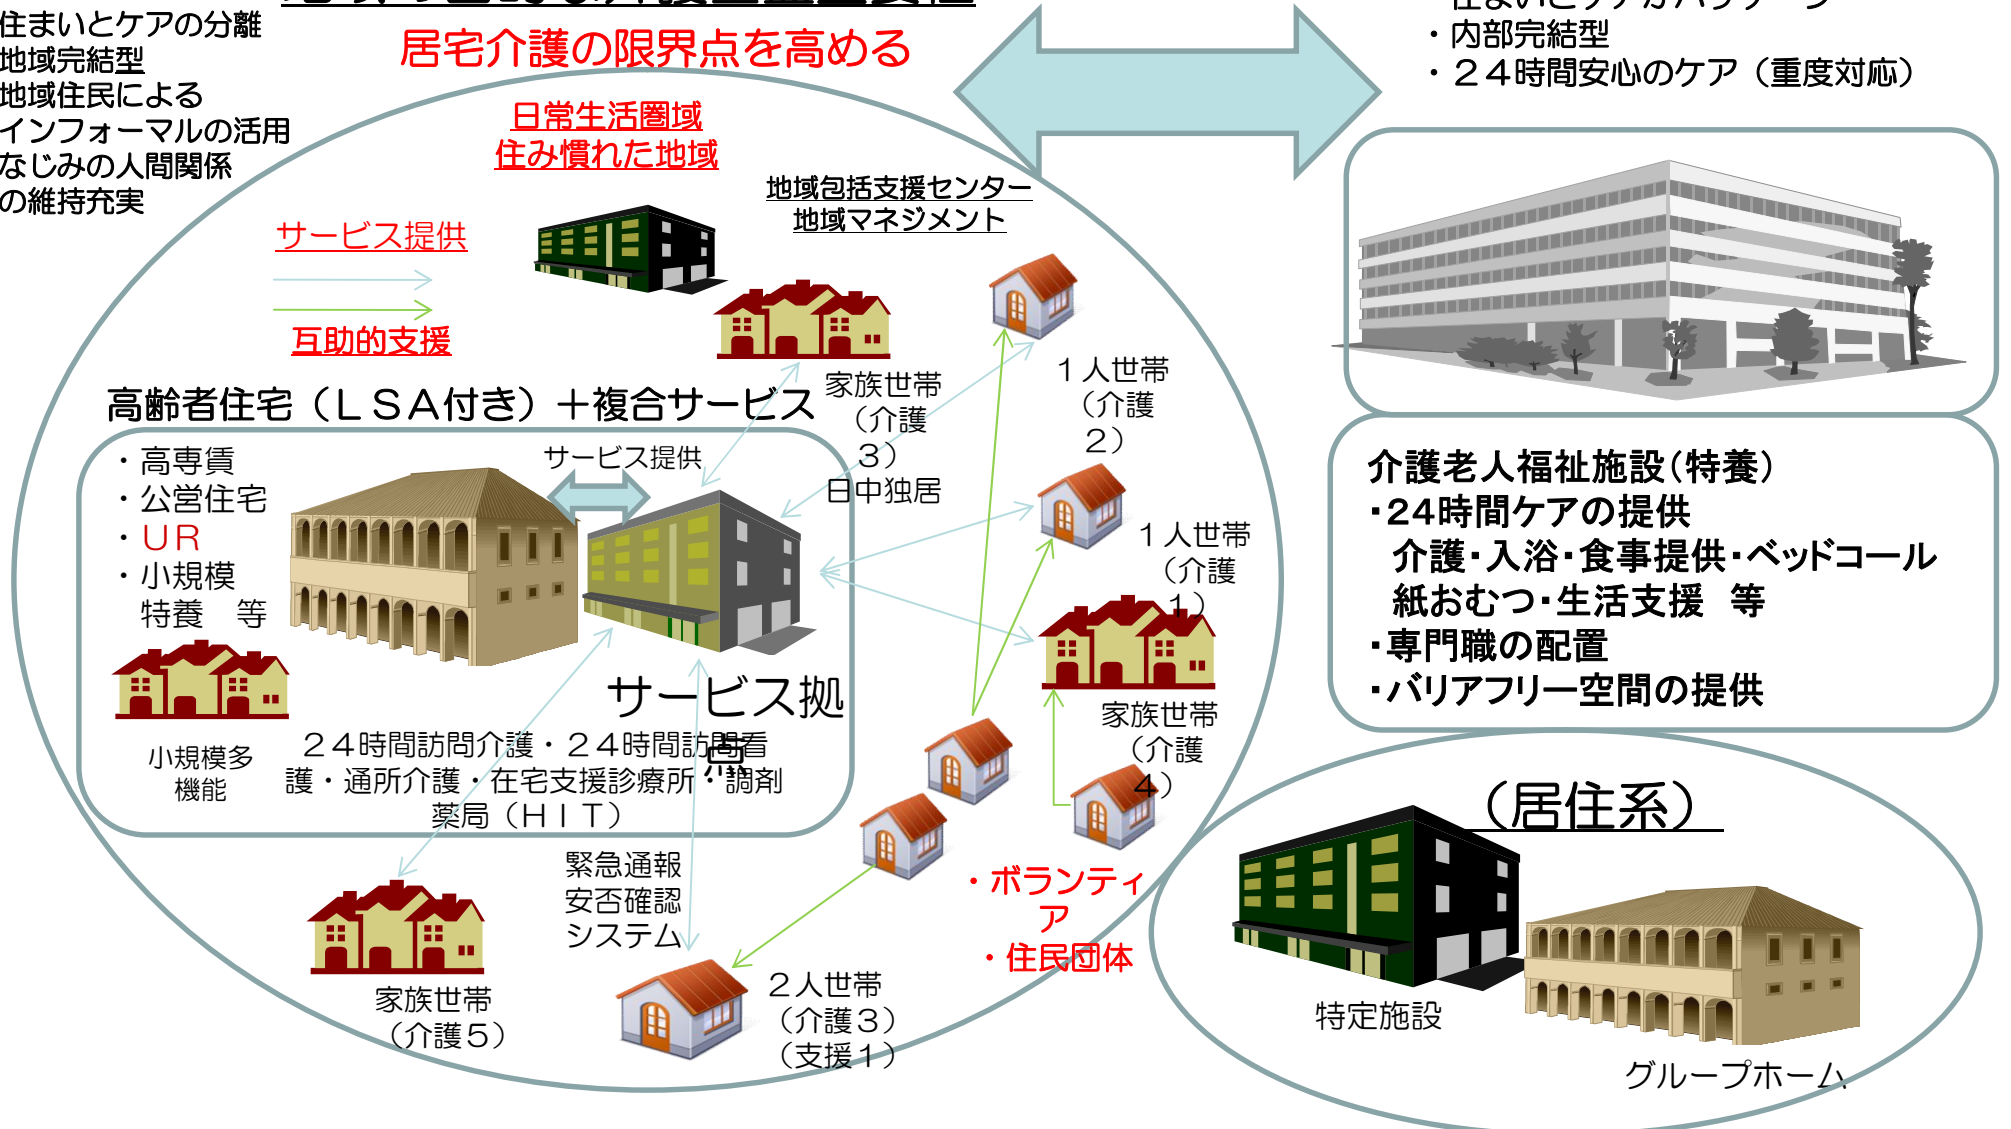 住まいとケアの分離
地域完結型
地域住民による
インフォーマルの活用
なじみの人間関係
の維持充実
居宅介護の限界点を高める
・内部完結型
・２４時間安心のケア（重度対応）
日常生活圏域
住み慣れた地域
地域包括支援センター
地域マネジメント
サービス提供
互助的支援
家族世帯
（介護
３）
日中独居
１人世帯
（介護
２）
高齢者住宅（ＬＳＡ付き）＋複合サービス
・高専賃
・公営住宅
・ＵＲ
・小規模
特養　等
サービス提供
１人世帯
（介護
１）
サービス拠
点
小規模多
機能
２４時間訪問介護・２４時間訪問看
護・通所介護・在宅支援診療所・調剤
薬局（ＨＩＴ）
家族世帯
（介護
４）
緊急通報
安否確認
システム
・ボランティ
ア
・住民団体
家族世帯
（介護５）
２人世帯
（介護３）
（支援１）
介護老人福祉施設（特養）
・24時間ケアの提供
介護・入浴・食事提供・ベッドコール
紙おむつ・生活支援　等
・専門職の配置
・バリアフリー空間の提供
（居住系）
特定施設
グループホーム